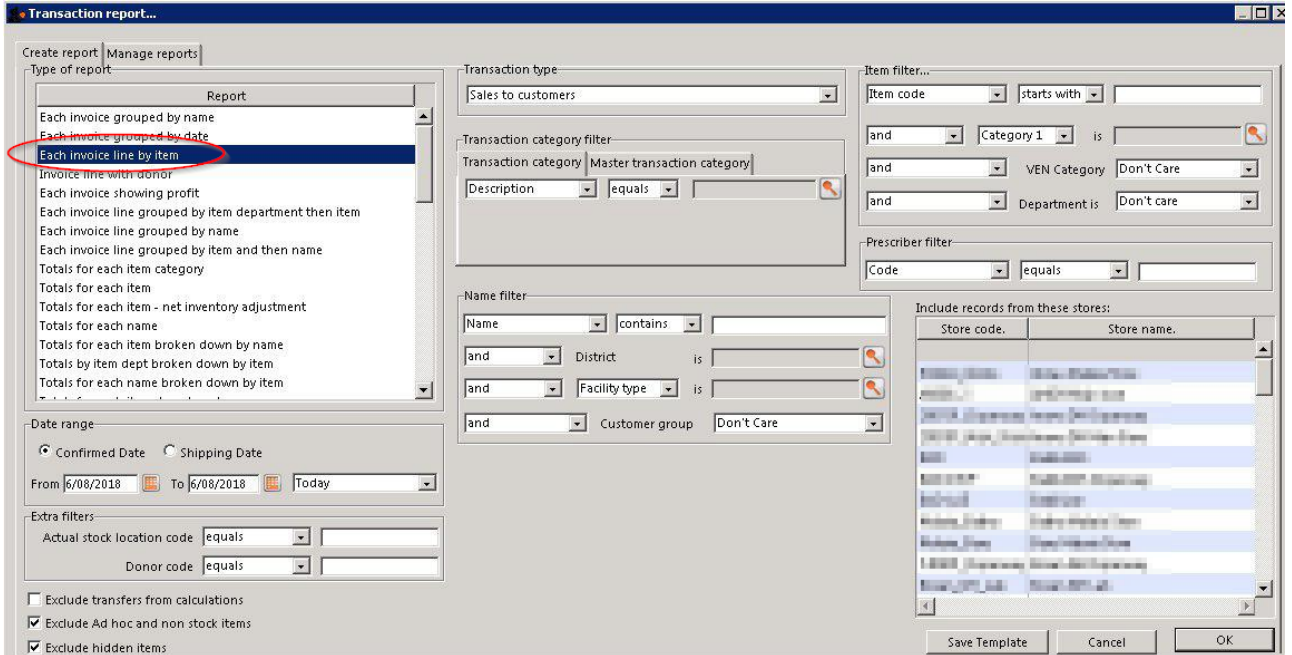 Transaction report...
Create report Manage reports
Type of report
Report
Each invoice grouped by name
Each invoice grouped by date
Each invoice line by item
Invoice line with donor
Each invoice showing profit
Each invoice line grouped by item department then item
Each invoice line grouped by name
Each invoice line grouped by item and then name
Totals for each item category
Totals for each item
Totals for each item - net inventory adjustment
Totals for each name
Totals for each item broken down by name
Totals by item dept broken down by item
Totals for each name broken down by item
Date range
Confirmed Date Shipping Date
From 6/08/2018 To 6/08/2018 Today
Extra filters
Actual stock location code equals
Donor code equals
Exclude transfers from calculations
Exclude Ad hoc and non stock items
Exclude hidden items
Transaction type
Sales to customers
Transaction category filter
Transaction category Master transaction category
Description equals
Name filter
Name contains
and District is
and Facility type is
and Customer group Don't Care
Item filter...
Item code starts with
and Category 1 is
and VEN Category Don't Care
and Department is Don't care
Prescriber filter
Code equals
Include records from these stores:
Store code. Store name.
Save Template Cancel OK